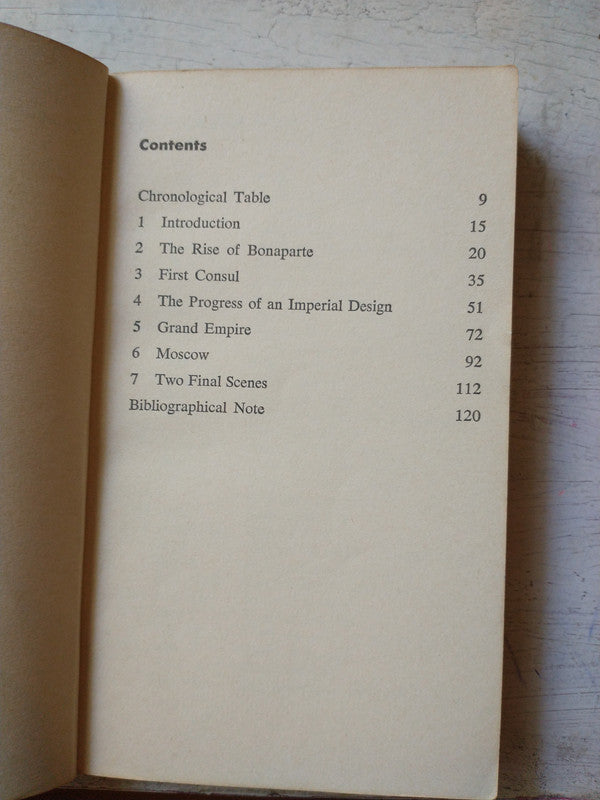 Contents
Chronological Table 9
1 Introduction 15
2 The Rise of Bonaparte 20
3 First Consul 35
4 The Progress of an Imperial Design 51
5 Grand Empire 72
6 Moscow 92
7 Two Final Scenes 112
Bibliographical Note 120